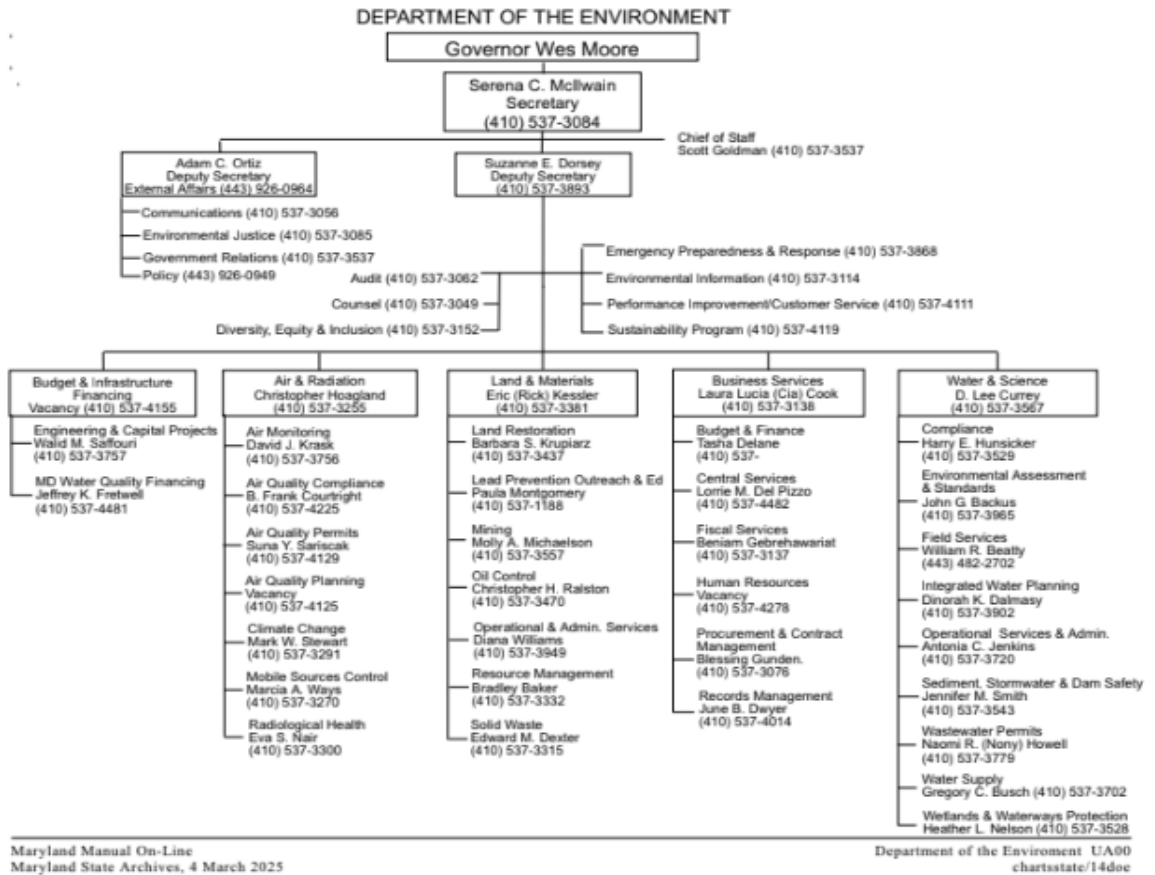 DEPARTMENT OF THE ENVIRONMENT
Governor Wes Moore
Serena C. McIlwain
Secretary
(410) 537-3084
Chief of Staff
Scott Goldman (410) 537-3537
Adam C. Ortiz
Deputy Secretary
External Affairs (443) 926-0964
Suzanne E. Dorsey
Deputy Secretary
(410) 537-3893
Communications (410) 537-3056
Environmental Justice (410) 537-3085
Government Relations (410) 537-3537
Policy (443) 926-0949
Audit (410) 537-3062
Counsel (410) 537-3049
Diversity, Equity & Inclusion (410) 537-3152
Emergency Preparedness & Response (410) 537-3868
Environmental Information (410) 537-3114
Performance Improvement/Customer Service (410) 537-4111
Sustainability Program (410) 537-4119
Budget & Infrastructure
Financing
Vacancy (410) 537-4155
Engineering & Capital Projects
Walid M. Saffouri
(410) 537-3757
MD Water Quality Financing
Jeffrey K. Fretwell
(410) 537-4481
Air & Radiation
Christopher Hoagland
(410) 537-3255
Air Monitoring
David J. Krask
(410) 537-3756
Air Quality Compliance
B. Frank Courtright
(410) 537-4225
Air Quality Permits
Suna Y. Sariscak
(410) 537-4129
Air Quality Planning
Vacancy
(410) 537-4125
Climate Change
Mark W. Stewart
(410) 537-3291
Mobile Sources Control
Marcia A. Ways
(410) 537-3270
Radiological Health
Eva S. Nair
(410) 537-3300
Land & Materials
Eric (Rick) Kessler
(410) 537-3381
Land Restoration
Barbara S. Krupiarz
(410) 537-3437
Lead Prevention Outreach & Ed
Paula Montgomery
(410) 537-1188
Mining
Molly A. Michaelson
(410) 537-3557
Oil Control
Christopher H. Ralston
(410) 537-3470
Operational & Admin. Services
Diana Williams
(410) 537-3949
Resource Management
Bradley Baker
(410) 537-3332
Solid Waste
Edward M. Dexter
(410) 537-3315
Business Services
Laura Lucia (Cia) Cook
(410) 537-3138
Budget & Finance
Tasha Delane
(410) 537-
Central Services
Lorrie M. Del Pizzo
(410) 537-4482
Fiscal Services
Beniam Gebrehawariat
(410) 537-3137
Human Resources
Vacancy
(410) 537-4278
Procurement & Contract
Management
Blessing Gunden.
(410) 537-3076
Records Management
June B. Dwyer
(410) 537-4014
Water & Science
D. Lee Currey
(410) 537-3567
Compliance
Harry E. Hunsicker
(410) 537-3529
Environmental Assessment
& Standards
John G. Backus
(410) 537-3965
Field Services
William R. Beatty
(443) 482-2702
Integrated Water Planning
Dinorah K. Dalmasy
(410) 537-3902
Operational Services & Admin.
Antonia C. Jenkins
(410) 537-3720
Sediment, Stormwater & Dam Safety
Jennifer M. Smith
(410) 537-3543
Wastewater Permits
Naomi R. (Nony) Howell
(410) 537-3779
Water Supply
Gregory C. Busch (410) 537-3702
Wetlands & Waterways Protection
Heather L. Nelson (410) 537-3528
Maryland Manual On-Line
Maryland State Archives, 4 March 2025
Department of the Enviroment UA00
chartsstate/14doe